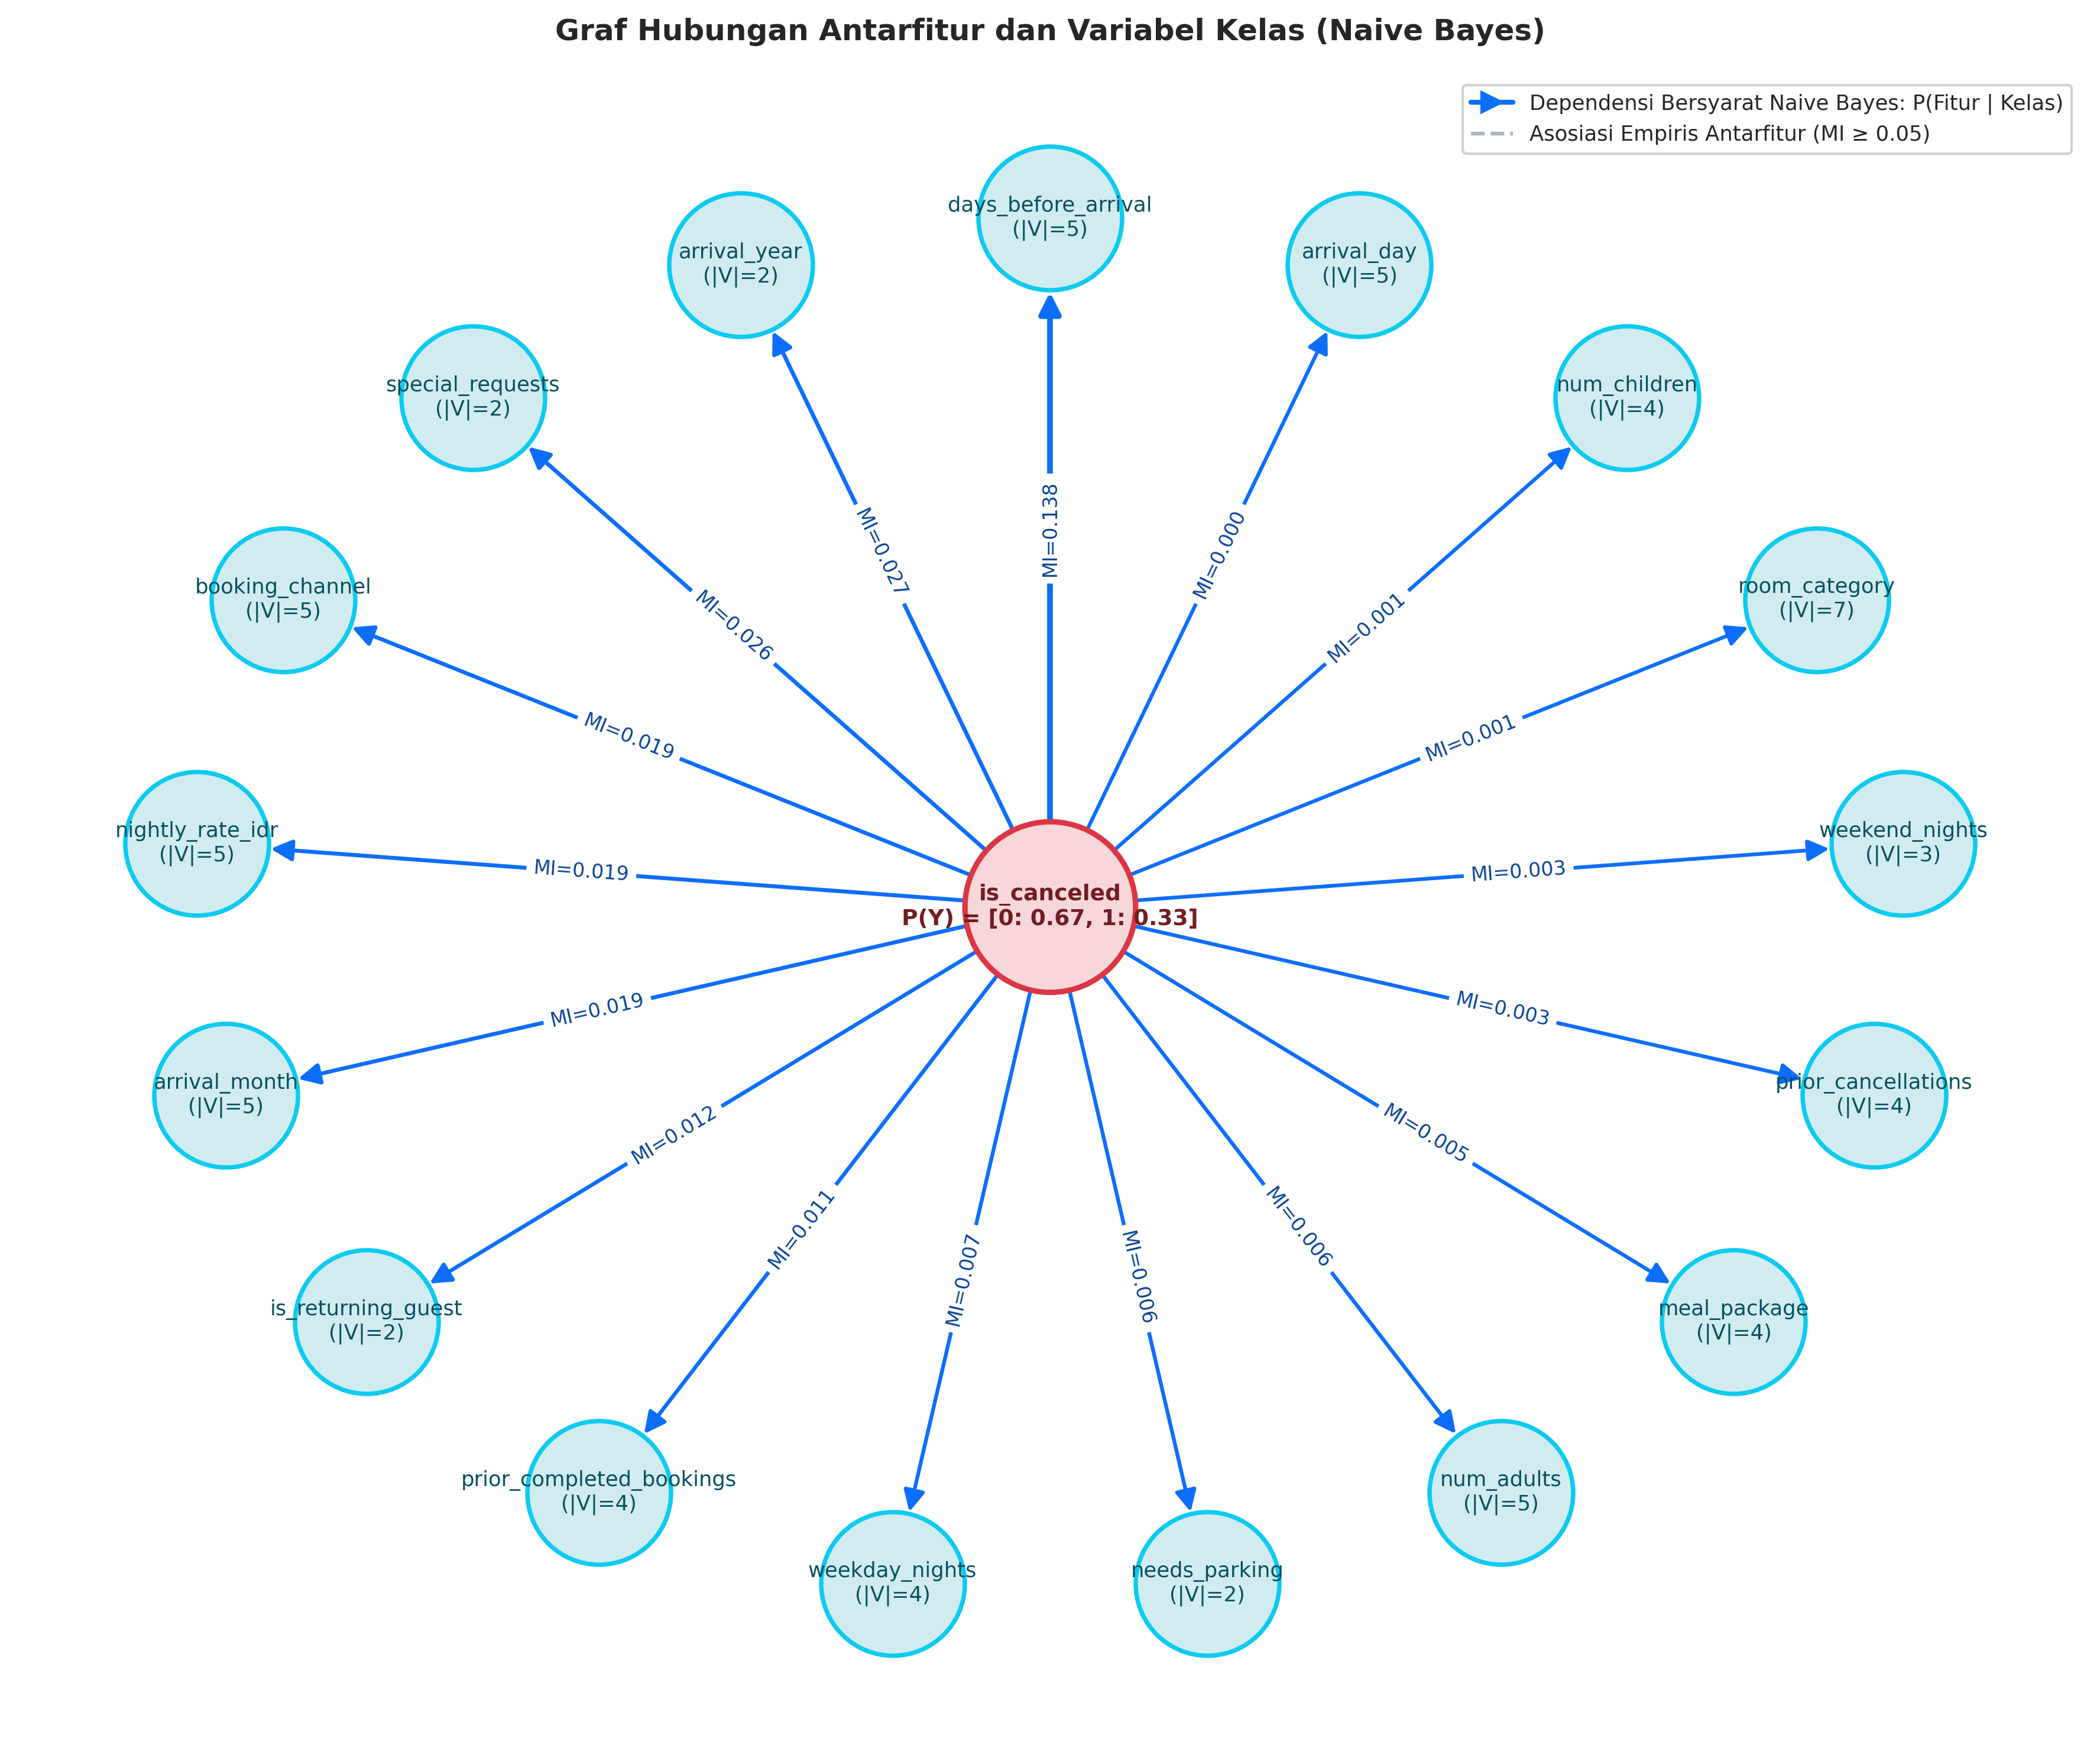 Graf Hubungan Antarfitur dan Variabel Kelas (Naive Bayes)
Dependensi Bersyarat Naive Bayes: P(Fitur | Kelas)
Asosiasi Empiris Antarfitur (MI ≥ 0.05)
days_before_arrival
(|V|=5)
arrival_year
(|V|=2)
arrival_day
(|V|=5)
special_requests
(|V|=2)
num_children
(|V|=4)
MI=0.138
MI=0.027
MI=0.000
booking_channel
(|V|=5)
room_category
(|V|=7)
MI=0.026
MI=0.001
MI=0.019
MI=0.001
nightly_rate_idr
(|V|=5)
weekend_nights
(|V|=3)
MI=0.019
MI=0.003
is_canceled
P(Y) = [0: 0.67, 1: 0.33]
MI=0.019
MI=0.003
arrival_month
(|V|=5)
prior_cancellations
(|V|=4)
MI=0.012
MI=0.005
MI=0.011
MI=0.007
MI=0.006
MI=0.006
is_returning_guest
(|V|=2)
meal_package
(|V|=4)
prior_completed_bookings
(|V|=4)
num_adults
(|V|=5)
weekday_nights
(|V|=4)
needs_parking
(|V|=2)